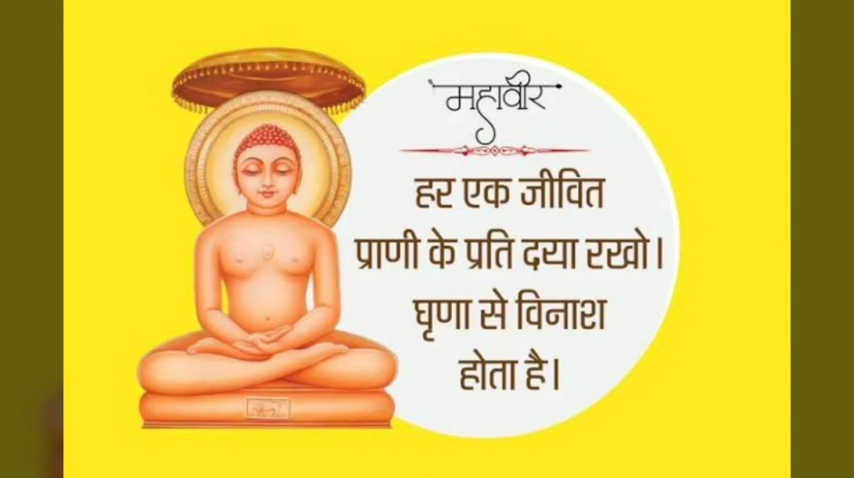 महावीर
हर एक जीवित
प्राणी के प्रति दया रखो।
घृणा से विनाश
होता है।